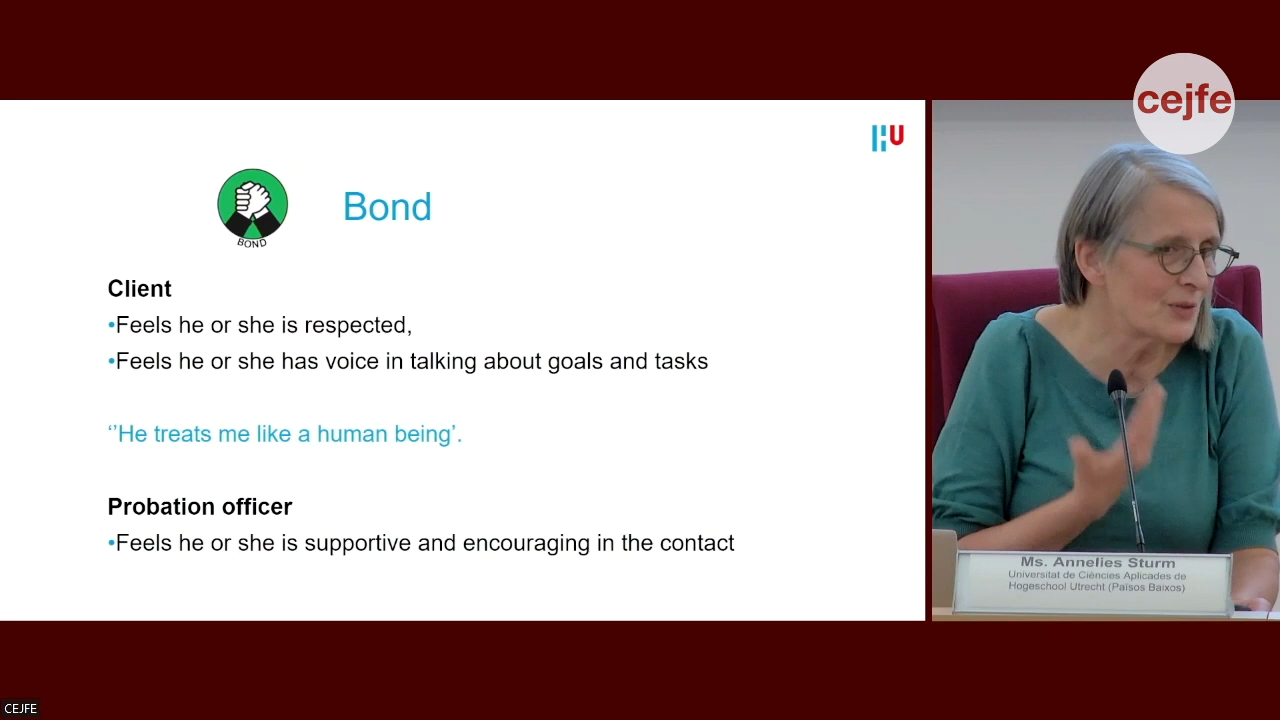 cejfe
HU
BOND
Bond
Client
•Feels he or she is respected,
•Feels he or she has voice in talking about goals and tasks
‘’He treats me like a human being’.
Probation officer
•Feels he or she is supportive and encouraging in the contact
Ms. Annelies Sturm
Universitat de Ciències Aplicades de
Hogeschool Utrecht (Països Baixos)
CEJFE